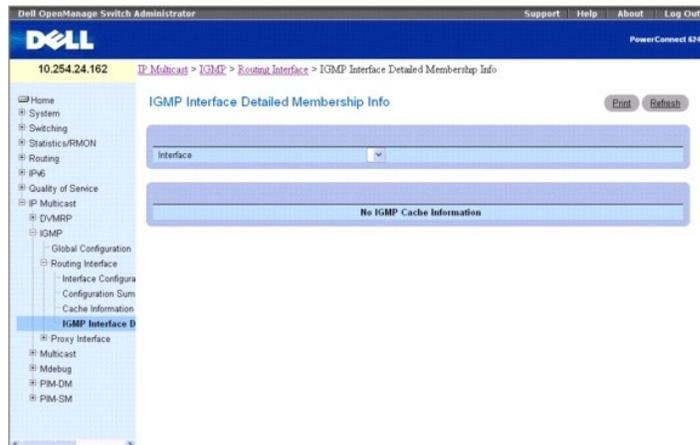 Dell OpenManage Switch Administrator
Support Help About Log Out
DELL
PowerConnect 624
10.254.24.162
IP Multicast > IGMP > Routing Interface > IGMP Interface Detailed Membership Info
Home
System
Switching
Statistics/RMON
Routing
IPv6
Quality of Service
IP Multicast
DVMRP
IGMP
Global Configuration
Routing Interface
Interface Configura
Configuration Sum
Cache Information
IGMP Interface D
Proxy Interface
Multicast
Mdebug
PIM-DM
PIM-SM
IGMP Interface Detailed Membership Info
Print Refresh
Interface
No IGMP Cache Information